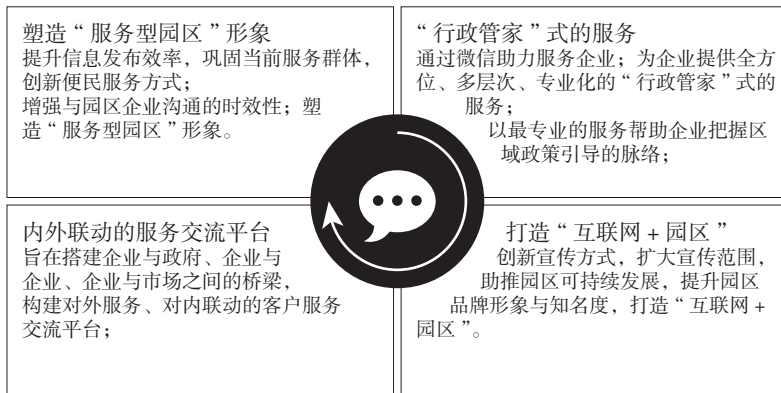 塑造“服务型园区”形象
提升信息发布效率，巩固当前服务群体，
创新便民服务方式；
增强与园区企业沟通的时效性；塑
造“服务型园区”形象。
“行政管家”式的服务
通过微信助力服务企业；为企业提供全方
位、多层次、专业化的“行政管家”式的
服务；
以最专业的服务帮助企业把握区
域政策引导的脉络；
内外联动的服务交流平台
旨在搭建企业与政府、企业与
企业、企业与市场之间的桥梁，
构建对外服务、对内联动的客户服务
交流平台；
打造“互联网+园区”
创新宣传方式，扩大宣传范围，
助推园区可持续发展，提升园区
品牌形象与知名度，打造“互联网+
园区”。